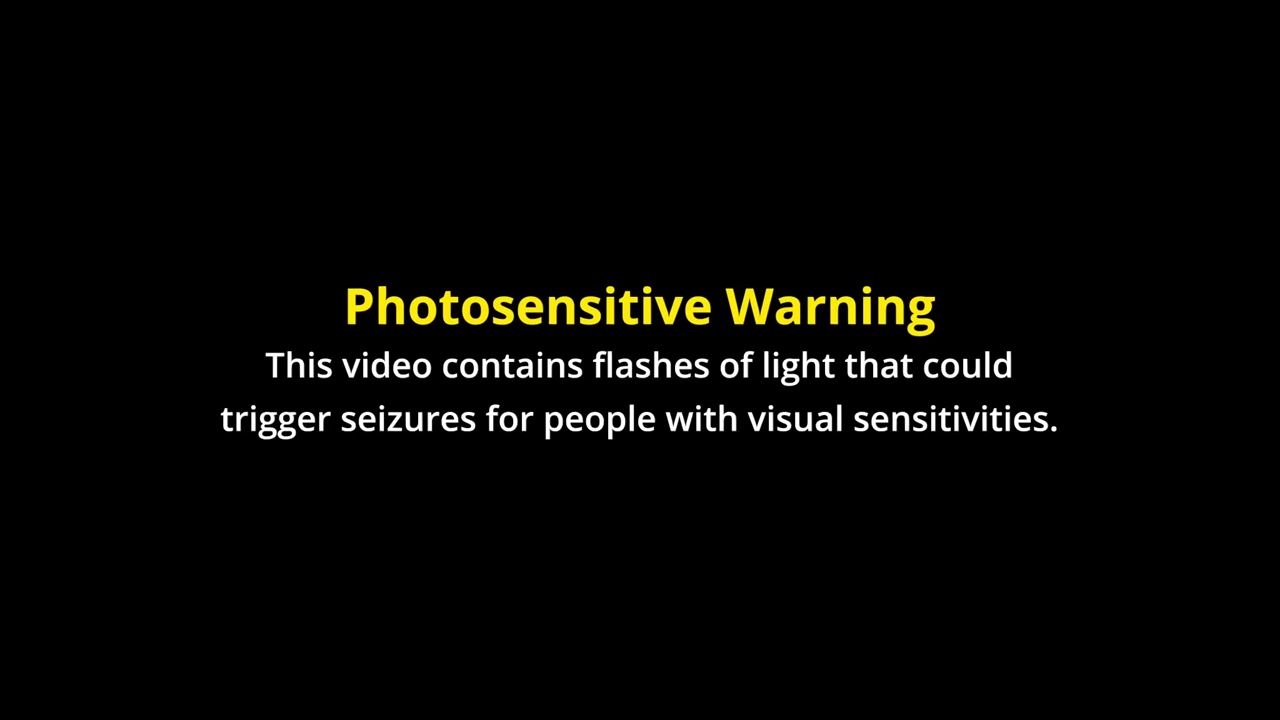 Photosensitive Warning
This video contains flashes of light that could
trigger seizures for people with visual sensitivities.